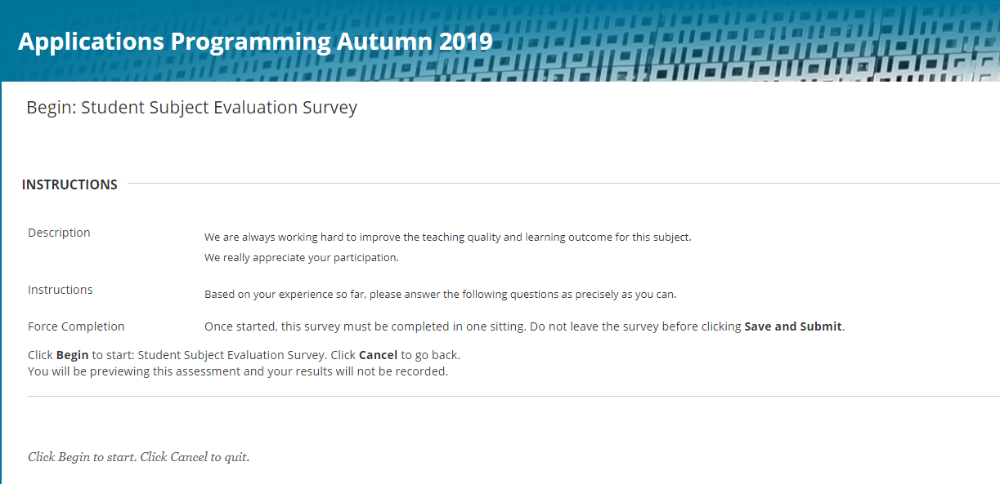 Applications Programming Autumn 2019
Begin: Student Subject Evaluation Survey
INSTRUCTIONS
Description
We are always working hard to improve the teaching quality and learning outcome for this subject.
We really appreciate your participation.
Instructions
Based on your experience so far, please answer the following questions as precisely as you can.
Force Completion
Once started, this survey must be completed in one sitting. Do not leave the survey before clicking Save and Submit.
Click Begin to start: Student Subject Evaluation Survey. Click Cancel to go back.
You will be previewing this assessment and your results will not be recorded.
Click Begin to start. Click Cancel to quit.